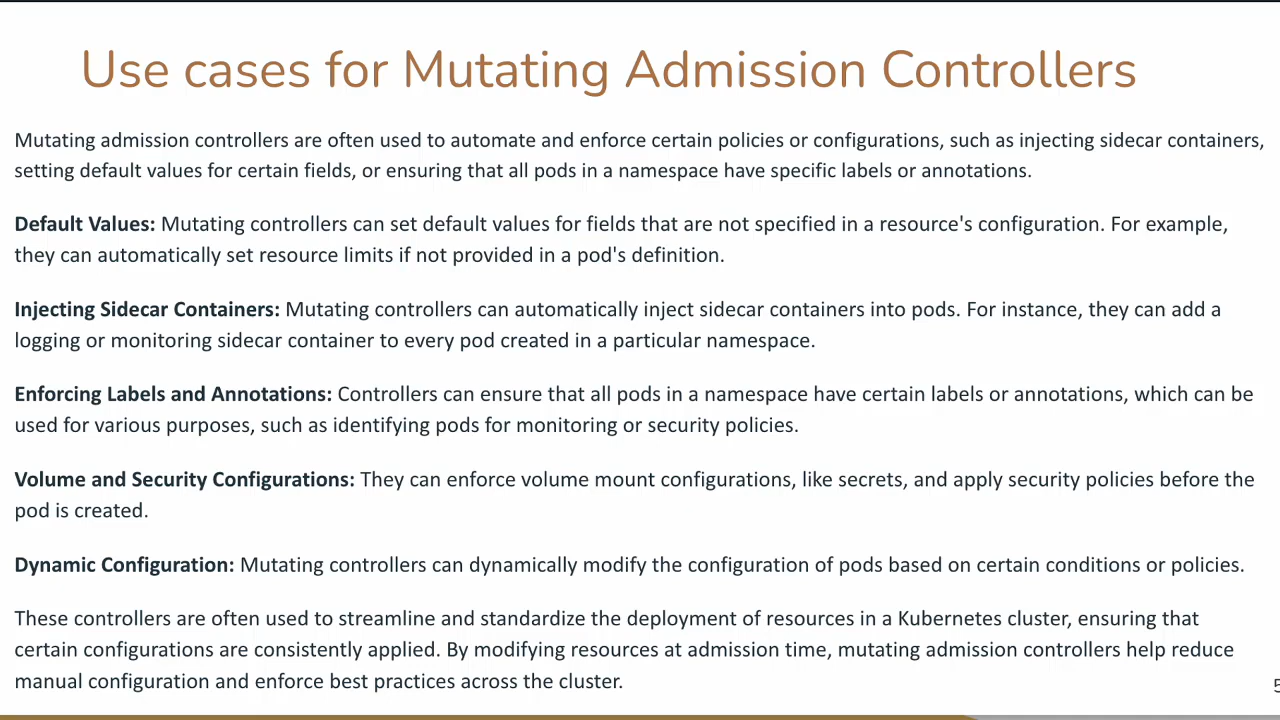 Use cases for Mutating Admission Controllers
Mutating admission controllers are often used to automate and enforce certain policies or configurations, such as injecting sidecar containers,
setting default values for certain fields, or ensuring that all pods in a namespace have specific labels or annotations.
Default Values: Mutating controllers can set default values for fields that are not specified in a resource's configuration. For example,
they can automatically set resource limits if not provided in a pod's definition.
Injecting Sidecar Containers: Mutating controllers can automatically inject sidecar containers into pods. For instance, they can add a
logging or monitoring sidecar container to every pod created in a particular namespace.
Enforcing Labels and Annotations: Controllers can ensure that all pods in a namespace have certain labels or annotations, which can be
used for various purposes, such as identifying pods for monitoring or security policies.
Volume and Security Configurations: They can enforce volume mount configurations, like secrets, and apply security policies before the
pod is created.
Dynamic Configuration: Mutating controllers can dynamically modify the configuration of pods based on certain conditions or policies.
These controllers are often used to streamline and standardize the deployment of resources in a Kubernetes cluster, ensuring that
certain configurations are consistently applied. By modifying resources at admission time, mutating admission controllers help reduce
manual configuration and enforce best practices across the cluster.